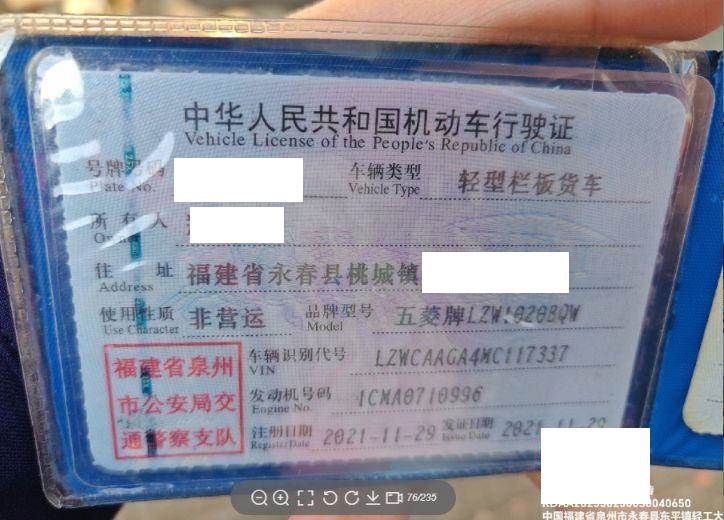 中华人民共和国机动车行驶证
Vehicle License of the People's Republic of China
号牌号码
Plate No.
车辆类型 轻型栏板货车
Vehicle Type
所有人
住 址 福建省永春县桃城镇
Address
使用性质 非营运 品牌型号 五菱牌LZW1020BQW
Use Character Model
福建省泉州
市公安局交
通警察支队
车辆识别代号 LZWCAAGA4MC117337
VIN
发动机号码 1CMA0710996
Engine No.
注册日期 2021-11-29 发证日期 2021-11-29
Register Date Issue Date
76/235
中国福建省泉州市永春县东平镇轻工大